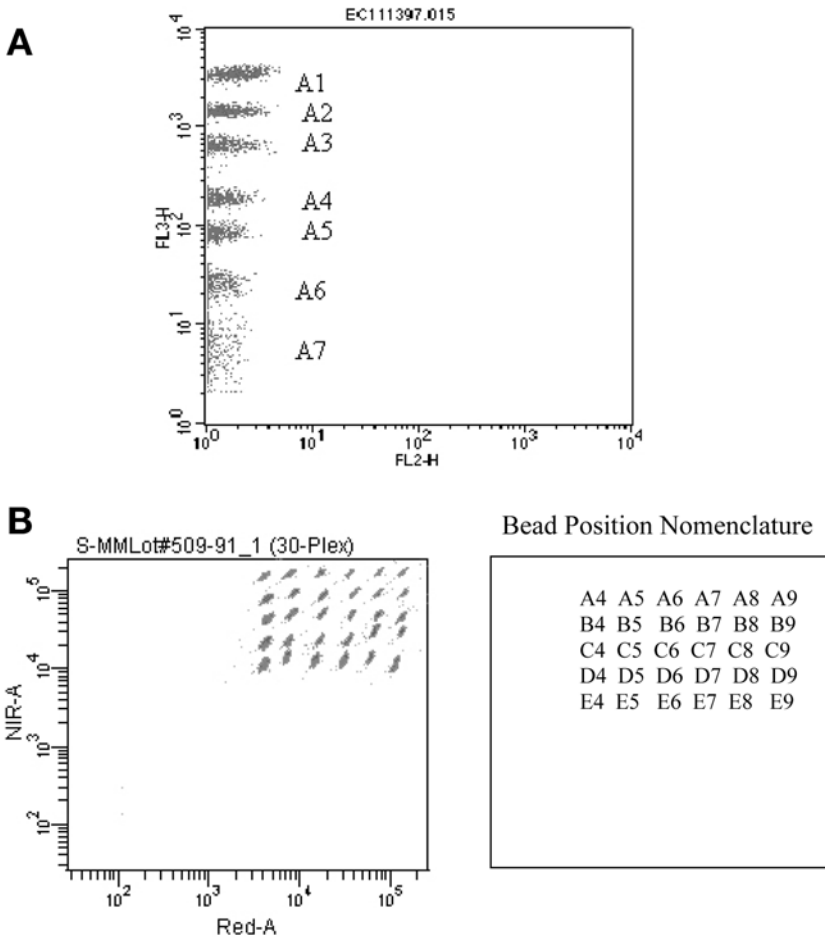 A
EC111397.015
10^4
10^3
10^2
10^1
10^0
FL3-H
A1
A2
A3
A4
A5
A6
A7
10^0 10^1 10^2 10^3 10^4
FL2-H
B
S-MMLot#509-91_1 (30-Plex)
10^5
10^4
10^3
10^2
NIR-A
10^2 10^3 10^4 10^5
Red-A
Bead Position Nomenclature
A4 A5 A6 A7 A8 A9
B4 B5 B6 B7 B8 B9
C4 C5 C6 C7 C8 C9
D4 D5 D6 D7 D8 D9
E4 E5 E6 E7 E8 E9